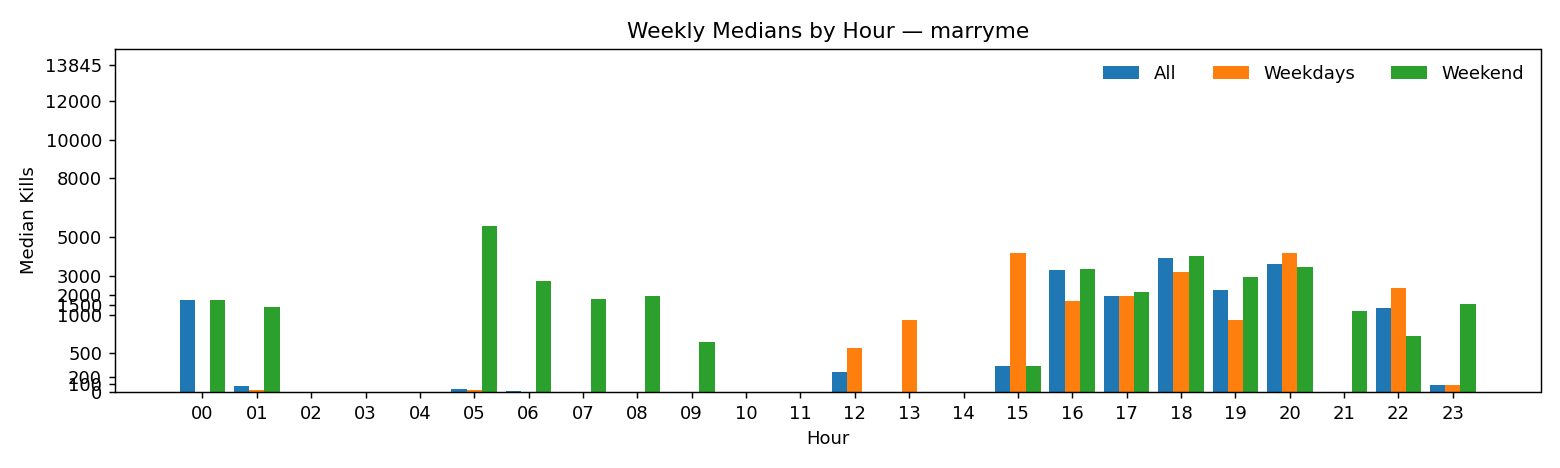 Weekly Medians by Hour — marryme
All Weekdays Weekend
Median Kills
13845
12000
10000
8000
5000
3000
2000
1500
1000
500
200
100
0
00 01 02 03 04 05 06 07 08 09 10 11 12 13 14 15 16 17 18 19 20 21 22 23
Hour